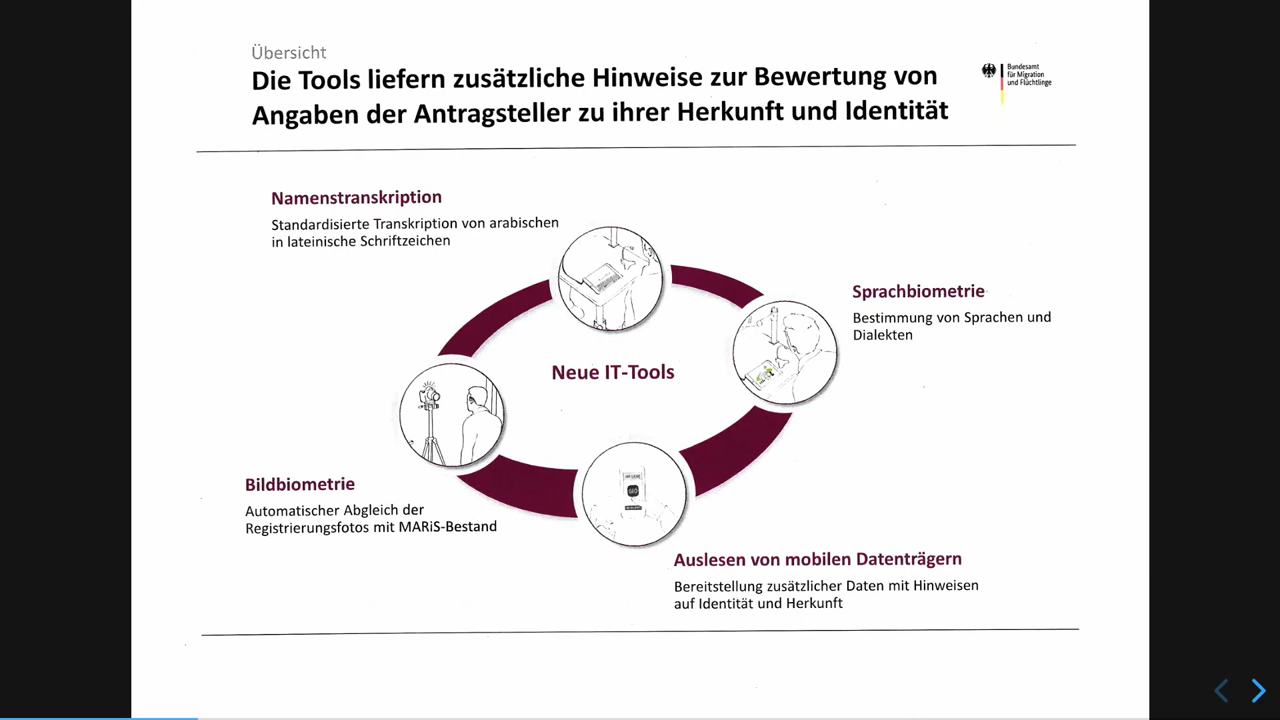 Übersicht
Die Tools liefern zusätzliche Hinweise zur Bewertung von
Angaben der Antragsteller zu ihrer Herkunft und Identität
Bundesamt
für Migration
und Flüchtlinge
Namenstranskription
Standardisierte Transkription von arabischen
in lateinische Schriftzeichen
Sprachbiometrie
Bestimmung von Sprachen und
Dialekten
Neue IT-Tools
Bildbiometrie
Automatischer Abgleich der
Registrierungsfotos mit MARiS-Bestand
Auslesen von mobilen Datenträgern
Bereitstellung zusätzlicher Daten mit Hinweisen
auf Identität und Herkunft